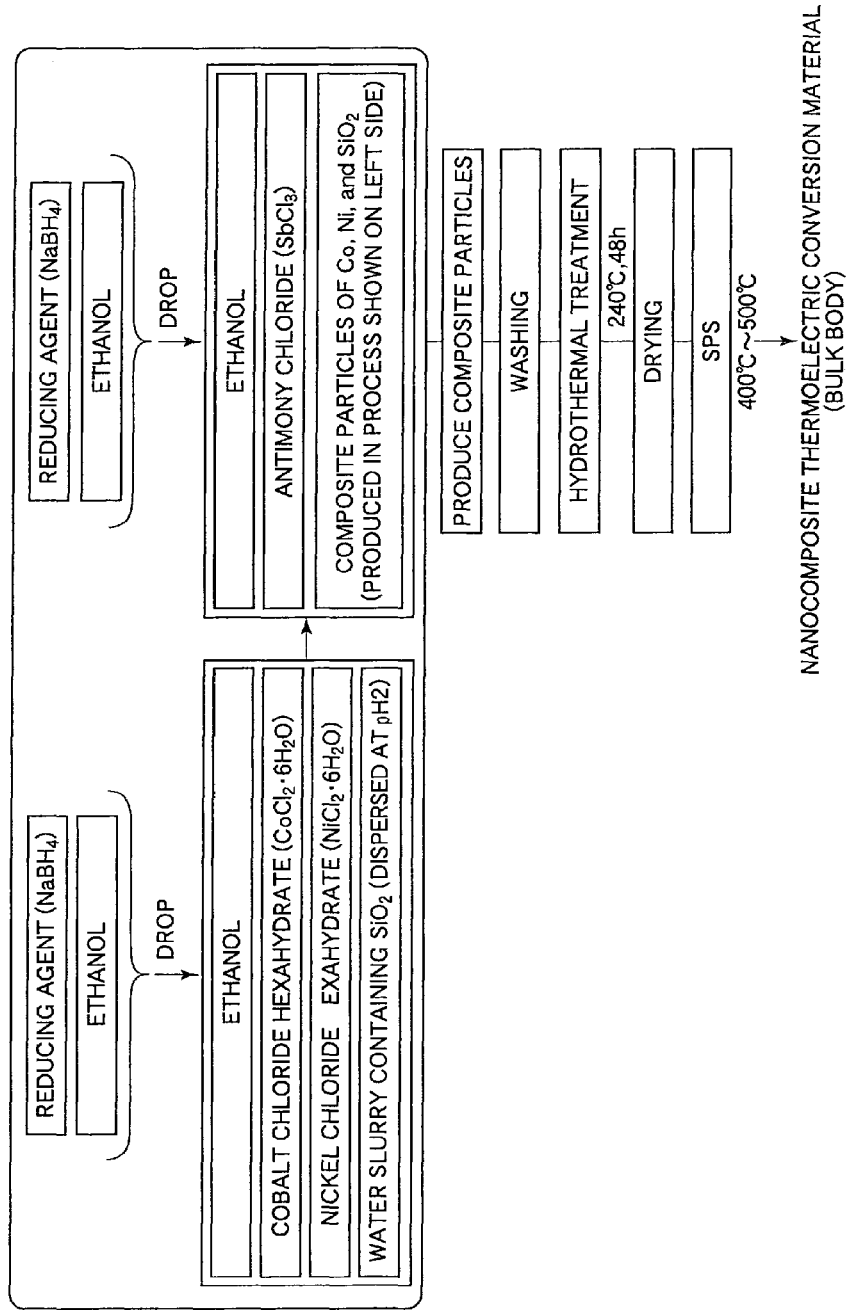 REDUCING AGENT (NaBH4)
ETHANOL
DROP
ETHANOL
COBALT CHLORIDE HEXAHYDRATE (CoCl2·6H2O)
NICKEL CHLORIDE EXAHYDRATE (NiCl2·6H2O)
WATER SLURRY CONTAINING SiO2 (DISPERSED AT pH2)
REDUCING AGENT (NaBH4)
ETHANOL
DROP
ETHANOL
ANTIMONY CHLORIDE (SbCl3)
COMPOSITE PARTICLES OF Co, Ni, and SiO2
(PRODUCED IN PROCESS SHOWN ON LEFT SIDE)
PRODUCE COMPOSITE PARTICLES
WASHING
HYDROTHERMAL TREATMENT
240℃,48h
DRYING
SPS
400℃~500℃
NANOCOMPOSITE THERMOELECTRIC CONVERSION MATERIAL
(BULK BODY)